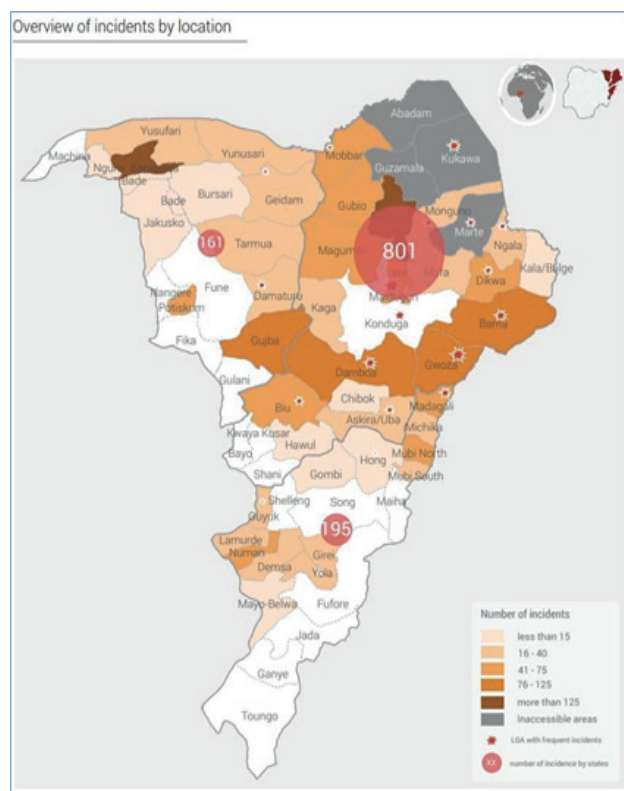 Overview of incidents by location
Abadam
Yusufari
Machina
Yunusari
Mobbar
Kukawa
Guzamala
Bade
Bade
Bursari
Geidam
Gubio
Monguno
Marte
Jakusko
161
Tarmua
Magumeri
801
Ngala
Kala/Balge
Mafa
Dikwa
Nangere
Fune
Damaturu
Potiskum
Kaga
Konduga
Bama
Fika
Gujba
Damboa
Gwoza
Gulani
Chibok
Madagali
Biu
Askira/Uba
Michika
Kwaya Kusar
Hawul
Bayo
Mubi North
Hong
Shani
Gombi
Mubi South
Shelleng
Song
Maiha
Guyuk
195
Lamurde
Numan
Girei
Demsa
Yola
Mayo-Belwa
Fufore
Jada
Ganye
Toungo
Number of incidents
less than 15
16 - 40
41 - 75
76 - 125
more than 125
Inaccessible areas
LGA with frequent incidents
XX number of incidence by states